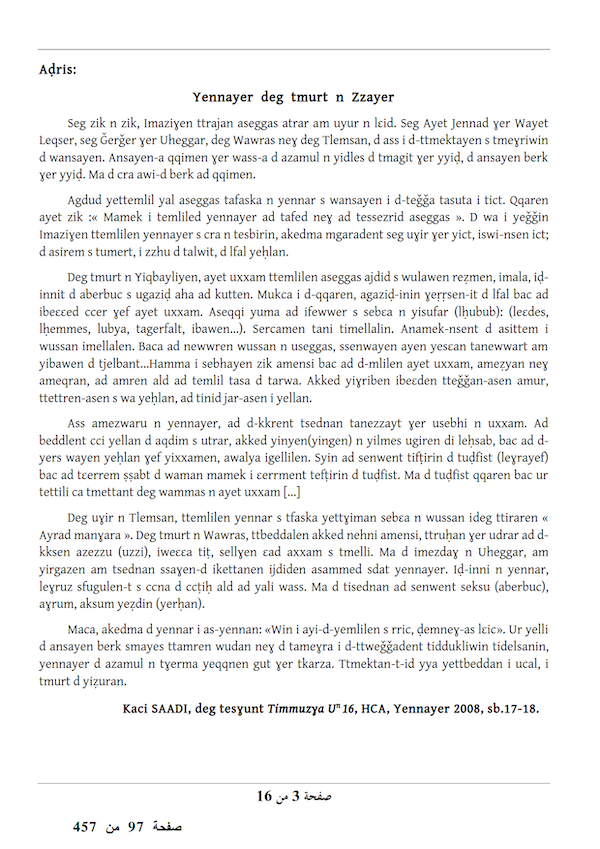 Aḍris:
Yennayer deg tmurt n Zzayer
Seg zik n zik, Imaziɣen ttrajan aseggas atrar am uyur n lɛid. Seg Ayet Jennad ɣer Wayet
Leqser, seg Ǧerǧer ɣer Uheggar, deg Wawras neɣ deg Tlemsan, d ass i d-ttmektayen s tmeɣriwin
d wansayen. Ansayen-a qqimen ɣer wass-a d azamul n yidles d tmagit ɣer yyiḍ, d ansayen berk
ɣer yyiḍ. Ma d cra awi-d berk ad qqimen.
Agdud yettemlil yal aseggas tafaska n yennar s wansayen i d-teǧǧa tasuta i tict. Qqaren
ayet zik :« Mamek i temliled yennayer ad tafed neɣ ad tessezrid aseggas ». D wa i yeǧǧin
Imaziɣen ttemlilen yennayer s cra n tesbirin, akedma mgaradent seg uɣir ɣer yict, iswi-nsen ict;
d asirem s tumert, i zzhu d talwit, d lfal yeḥlan.
Deg tmurt n Yiqbayliyen, ayet uxxam ttemlilen aseggas ajdid s wulawen reẓmen, imala, iḍ-
innit d aberbuc s ugaziḍ aha ad kutten. Mukca i d-qqaren, agaziḍ-inin ɣerṛsen-it d lfal bac ad
ibeɛɛed ccer ɣef ayet uxxam. Aseqqi yuma ad ifewwer s sebɛa n yisufar (lḥubub): (leɛdes,
lḥemmes, lubya, tagerfalt, ibawen...). Sercamen tani timellalin. Anamek-nsent d asittem i
wussan imellalen. Baca ad newwren wussan n useggas, ssenwayen ayen yesɛan tanewwart am
yibawen d tjelbant...Hamma i sebhayen zik amensi bac ad d-mlilen ayet uxxam, ameẓyan neɣ
ameqran, ad amren ald ad temlil tasa d tarwa. Akked yiɣriben ibeɛden tteǧǧan-asen amur,
ttettren-asen s wa yeḥlan, ad tinid jar-asen i yellan.
Ass amezwaru n yennayer, ad d-kkrent tsednan tanezzayt ɣer usebhi n uxxam. Ad
beddlent cci yellan d aqdim s utrar, akked yinyen(yingen) n yilmes ugiren di leḥsab, bac ad d-
yers wayen yeḥlan ɣef yixxamen, awalya igellilen. Syin ad senwent tifṭirin d tuḍfist (leɣrayef)
bac ad tɛerrem ṣṣabt d waman mamek i ɛerrment tefṭirin d tuḍfist. Ma d tuḍfist qqaren bac ur
tettili ca tmettant deg wammas n ayet uxxam [...]
Deg uɣir n Tlemsan, ttemlilen yennar s tfaska yettɣiman sebɛa n wussan ideg ttiraren «
Ayrad manɣara ». Deg tmurt n Wawras, ttbeddalen akked nehni amensi, ttruḥan ɣer udrar ad d-
kksen azezzu (uzzi), iweɛɛa tiṭ, sellɣen ɛad axxam s tmelli. Ma d imezdaɣ n Uheggar, am
yirgazen am tsednan ssaɣen-d ikettanen ijdiden asammed sdat yennayer. Iḍ-inni n yennar,
leɣruz sfugulen-t s ccna d ccṭiḥ ald ad yali wass. Ma d tisednan ad senwent seksu (aberbuc),
aɣrum, aksum yeẓdin (yerḥan).
Maca, akedma d yennar i as-yennan: «Win i ayi-d-yemlilen s rric, ḍemneɣ-as lɛic». Ur yelli
d ansayen berk smayes ttamren wudan neɣ d tameɣra i d-ttweǧǧadent tiddukliwin tidelsanin,
yennayer d azamul n tɣerma yeqqnen gut ɣer tkarza. Ttmektan-t-id yya yettbeddan i ucal, i
tmurt d yiẓuran.
Kaci SAADI, deg tesɣunt Timmuzɣa Uⁿ 16, HCA, Yennayer 2008, sb.17-18.
صفحة 3 من 16
صفحة 97 من 457